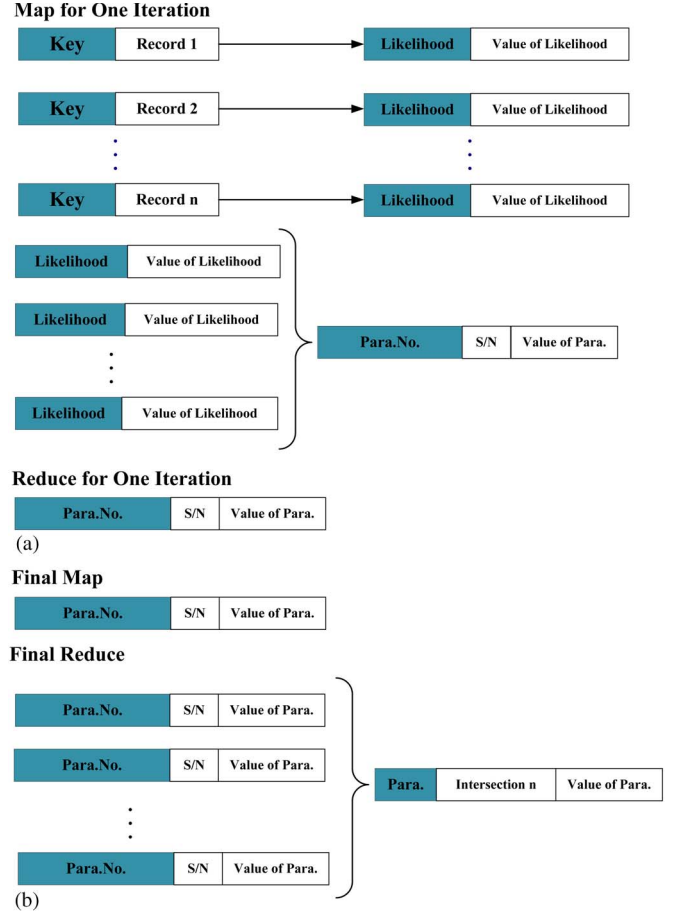 Map for One Iteration
Key Record 1 Likelihood Value of Likelihood
Key Record 2 Likelihood Value of Likelihood
Key Record n Likelihood Value of Likelihood
Likelihood Value of Likelihood
Likelihood Value of Likelihood
Para.No. S/N Value of Para.
Likelihood Value of Likelihood
Reduce for One Iteration
Para.No. S/N Value of Para.
(a)
Final Map
Para.No. S/N Value of Para.
Final Reduce
Para.No. S/N Value of Para.
Para.No. S/N Value of Para.
Para. Intersection n Value of Para.
Para.No. S/N Value of Para.
(b)